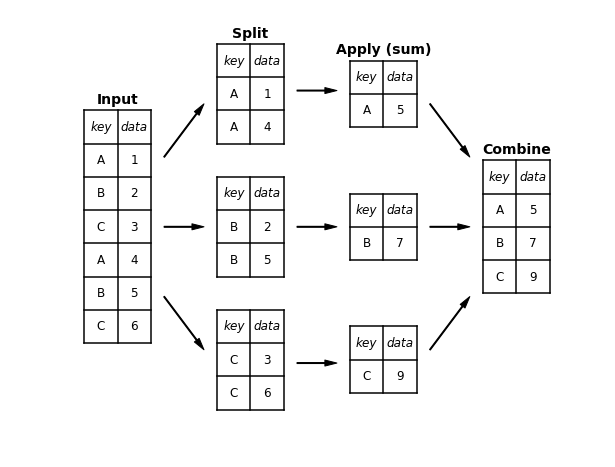 Input
key data
A 1
B 2
C 3
A 4
B 5
C 6
Split
key data
A 1
A 4
key data
B 2
B 5
key data
C 3
C 6
Apply (sum)
key data
A 5
key data
B 7
key data
C 9
Combine
key data
A 5
B 7
C 9